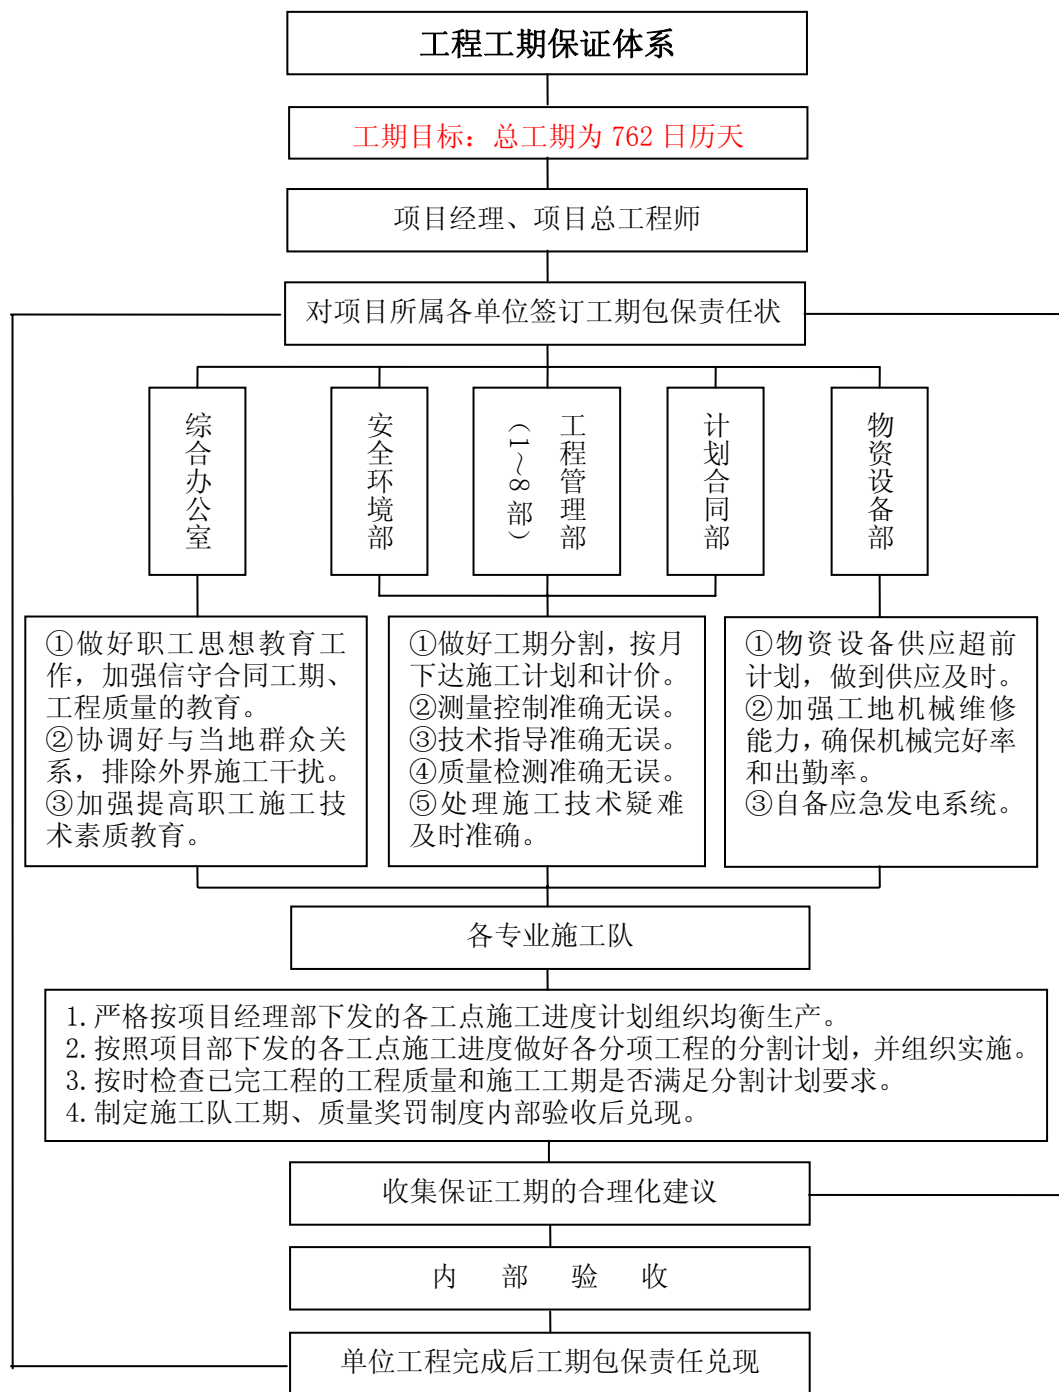 工程工期保证体系
工期目标：总工期为 762 日历天
项目经理、项目总工程师
对项目所属各单位签订工期包保责任状
综合办公室
安全环境部
工程管理部
（1～8部）
计划合同部
物资设备部
①做好职工思想教育工
作，加强信守合同工期、
工程质量的教育。
②协调好与当地群众关
系，排除外界施工干扰。
③加强提高职工施工技
术素质教育。
①做好工期分割，按月
下达施工计划和计价。
②测量控制准确无误。
③技术指导准确无误。
④质量检测准确无误。
⑤处理施工技术疑难
及时准确。
①物资设备供应超前
计划，做到供应及时。
②加强工地机械维修
能力，确保机械完好率
和出勤率。
③自备应急发电系统。
各专业施工队
1.严格按项目经理部下发的各工点施工进度计划组织均衡生产。
2.按照项目部下发的各工点施工进度做好各分项工程的分割计划，并组织实施。
3.按时检查已完工程的工程质量和施工工期是否满足分割计划要求。
4.制定施工队工期、质量奖罚制度内部验收后兑现。
收集保证工期的合理化建议
内 部 验 收
单位工程完成后工期包保责任兑现